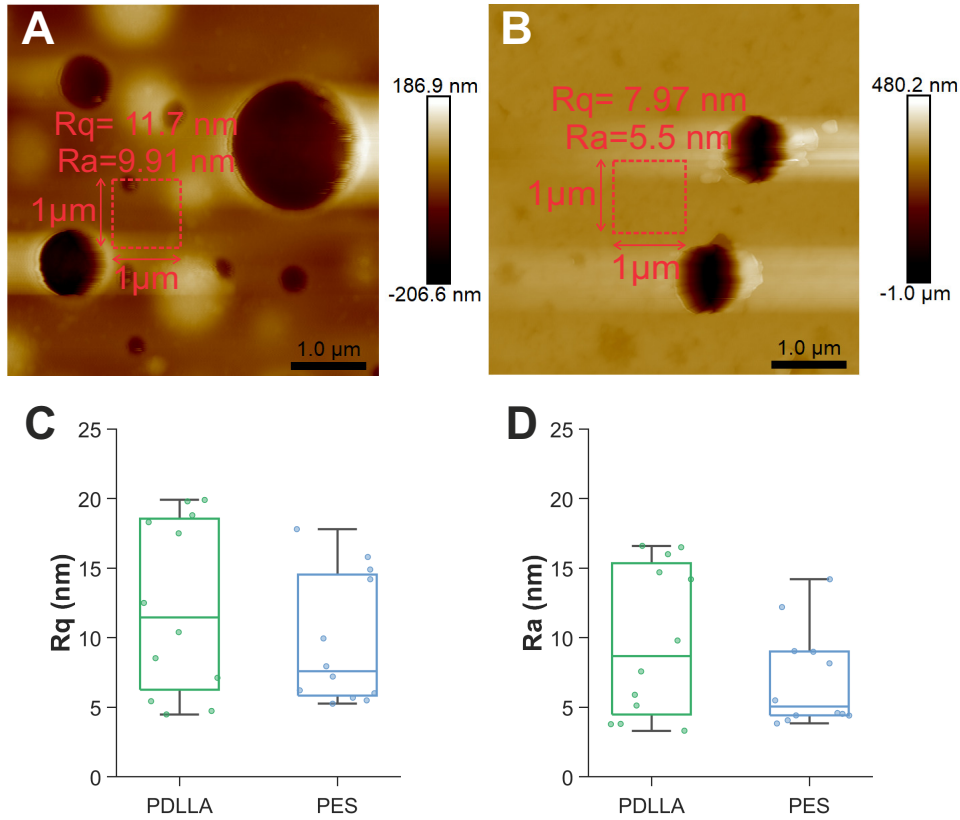 A
Rq= 11.7 nm
Ra=9.91 nm
1µm
1µm
1.0 µm
186.9 nm
-206.6 nm
B
Rq= 7.97 nm
Ra=5.5 nm
1µm
1µm
1.0 µm
480.2 nm
-1.0 µm
C
Rq (nm)
25
20
15
10
5
0
PDLLA
PES
D
Ra (nm)
25
20
15
10
5
0
PDLLA
PES